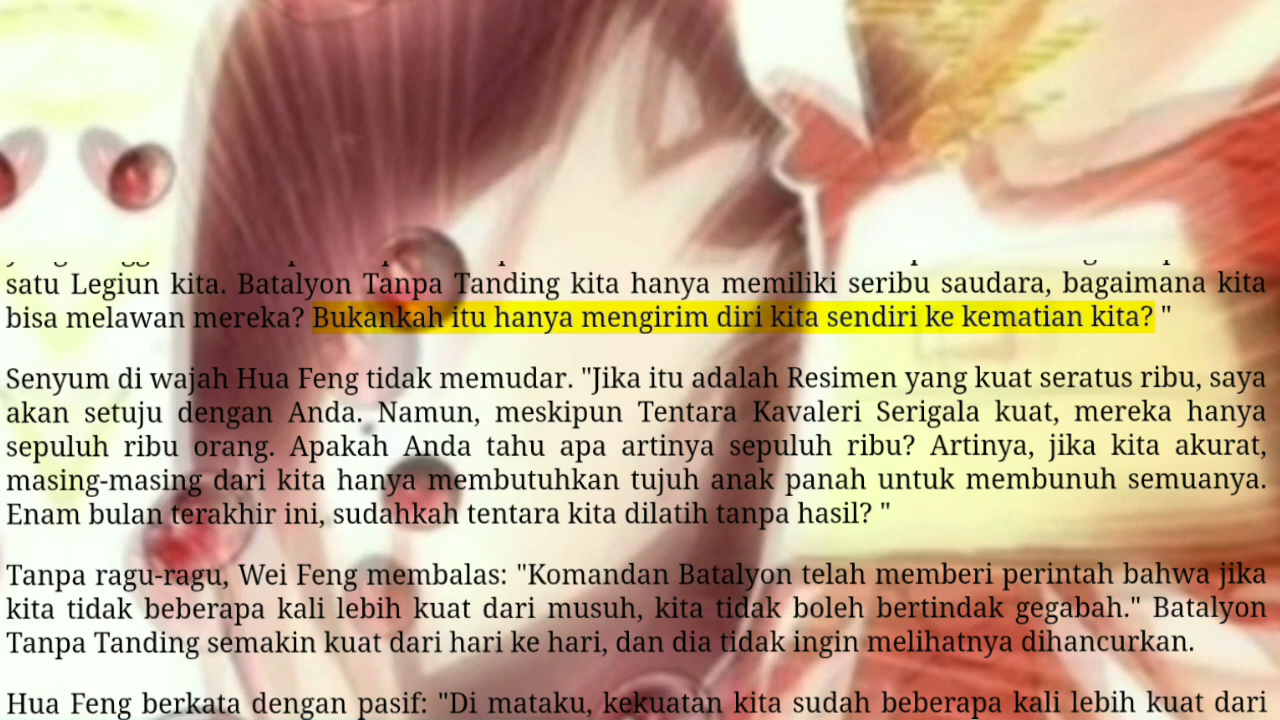 satu Legiun kita. Batalyon Tanpa Tanding kita hanya memiliki seribu saudara, bagaimana kita
bisa melawan mereka? Bukankah itu hanya mengirim diri kita sendiri ke kematian kita? "
Senyum di wajah Hua Feng tidak memudar. "Jika itu adalah Resimen yang kuat seratus ribu, saya
akan setuju dengan Anda. Namun, meskipun Tentara Kavaleri Serigala kuat, mereka hanya
sepuluh ribu orang. Apakah Anda tahu apa artinya sepuluh ribu? Artinya, jika kita akurat,
masing-masing dari kita hanya membutuhkan tujuh anak panah untuk membunuh semuanya.
Enam bulan terakhir ini, sudahkah tentara kita dilatih tanpa hasil? "
Tanpa ragu-ragu, Wei Feng membalas: "Komandan Batalyon telah memberi perintah bahwa jika
kita tidak beberapa kali lebih kuat dari musuh, kita tidak boleh bertindak gegabah." Batalyon
Tanpa Tanding semakin kuat dari hari ke hari, dan dia tidak ingin melihatnya dihancurkan.
Hua Feng berkata dengan pasif: "Di mataku, kekuatan kita sudah beberapa kali lebih kuat dari